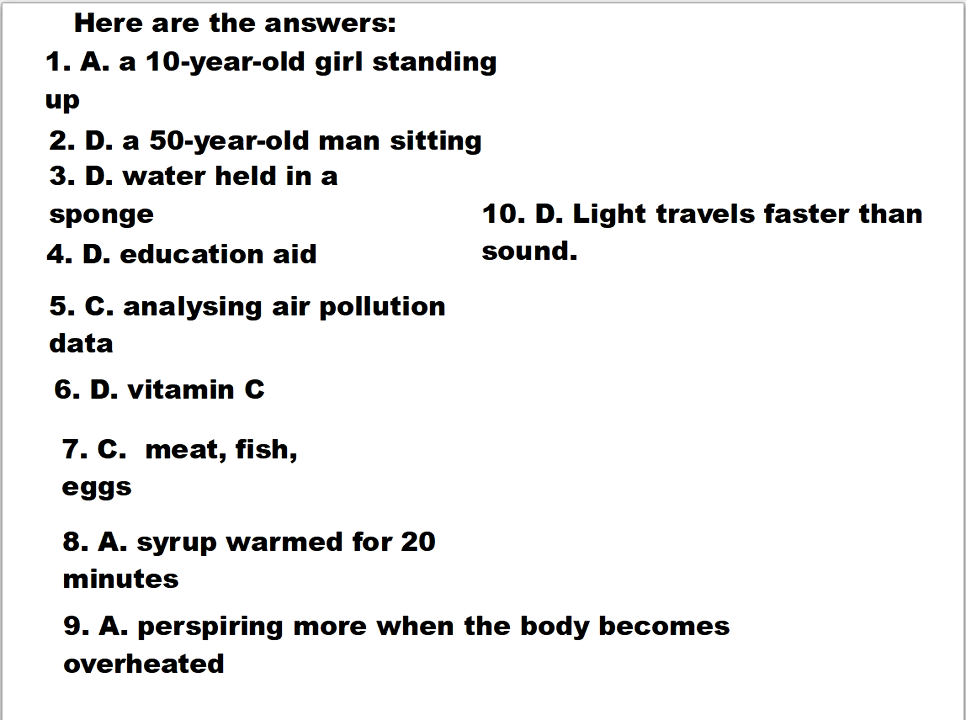 Here are the answers:
1. A. a 10-year-old girl standing
up
2. D. a 50-year-old man sitting
3. D. water held in a
sponge
4. D. education aid
5. C. analysing air pollution
data
6. D. vitamin C
7. C.  meat, fish,
eggs
8. A. syrup warmed for 20
minutes
9. A. perspiring more when the body becomes
overheated
10. D. Light travels faster than
sound.